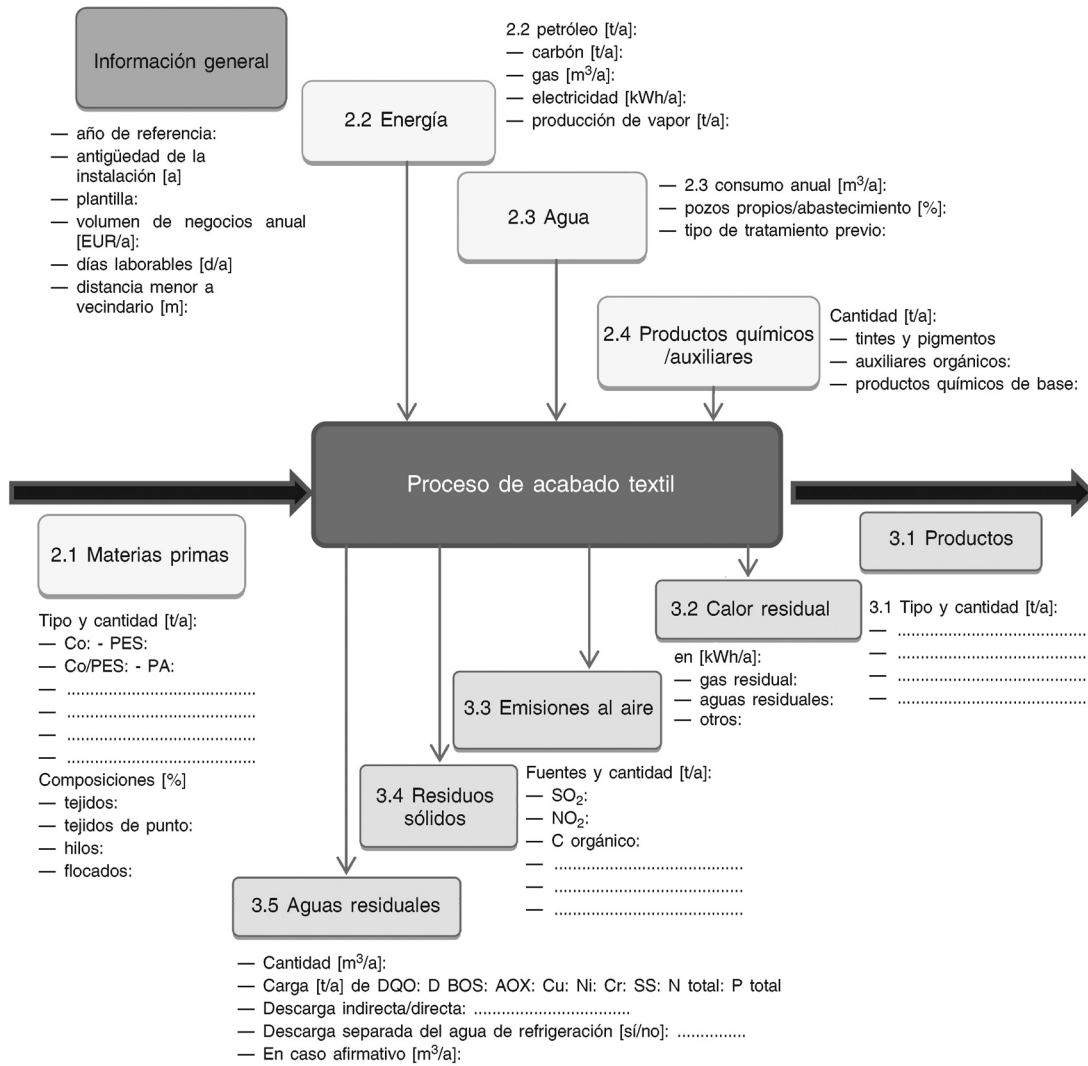 Información general
— año de referencia:
— antigüedad de la
instalación [a]
— plantilla:
— volumen de negocios anual
[EUR/a]:
— días laborables [d/a]
— distancia menor a
vecindario [m]:
2.2 Energía
2.2 petróleo [t/a]:
— carbón [t/a]:
— gas [m³/a]:
— electricidad [kWh/a]:
— producción de vapor [t/a]:
2.3 Agua
— 2.3 consumo anual [m³/a]:
— pozos propios/abastecimiento [%]:
— tipo de tratamiento previo:
2.4 Productos químicos
/auxiliares
Cantidad [t/a]:
— tintes y pigmentos
— auxiliares orgánicos:
— productos químicos de base:
Proceso de acabado textil
2.1 Materias primas
Tipo y cantidad [t/a]:
— Co: - PES:
— Co/PES: - PA:
— ..........................................
— ..........................................
— ..........................................
— ..........................................
Composiciones [%]
— tejidos:
— tejidos de punto:
— hilos:
— flocados:
3.1 Productos
3.1 Tipo y cantidad [t/a]:
— ..........................................
— ..........................................
— ..........................................
— ..........................................
3.2 Calor residual
en [kWh/a]:
— gas residual:
— aguas residuales:
— otros:
3.3 Emisiones al aire
Fuentes y cantidad [t/a]:
— SO₂:
— NO₂:
— C orgánico:
— ..........................................
— ..........................................
— ..........................................
3.4 Residuos
sólidos
3.5 Aguas residuales
— Cantidad [m³/a]:
— Carga [t/a] de DQO: D BOS: AOX: Cu: Ni: Cr: SS: N total: P total
— Descarga indirecta/directa: ...................................
— Descarga separada del agua de refrigeración [sí/no]: ...............
— En caso afirmativo [m³/a]: